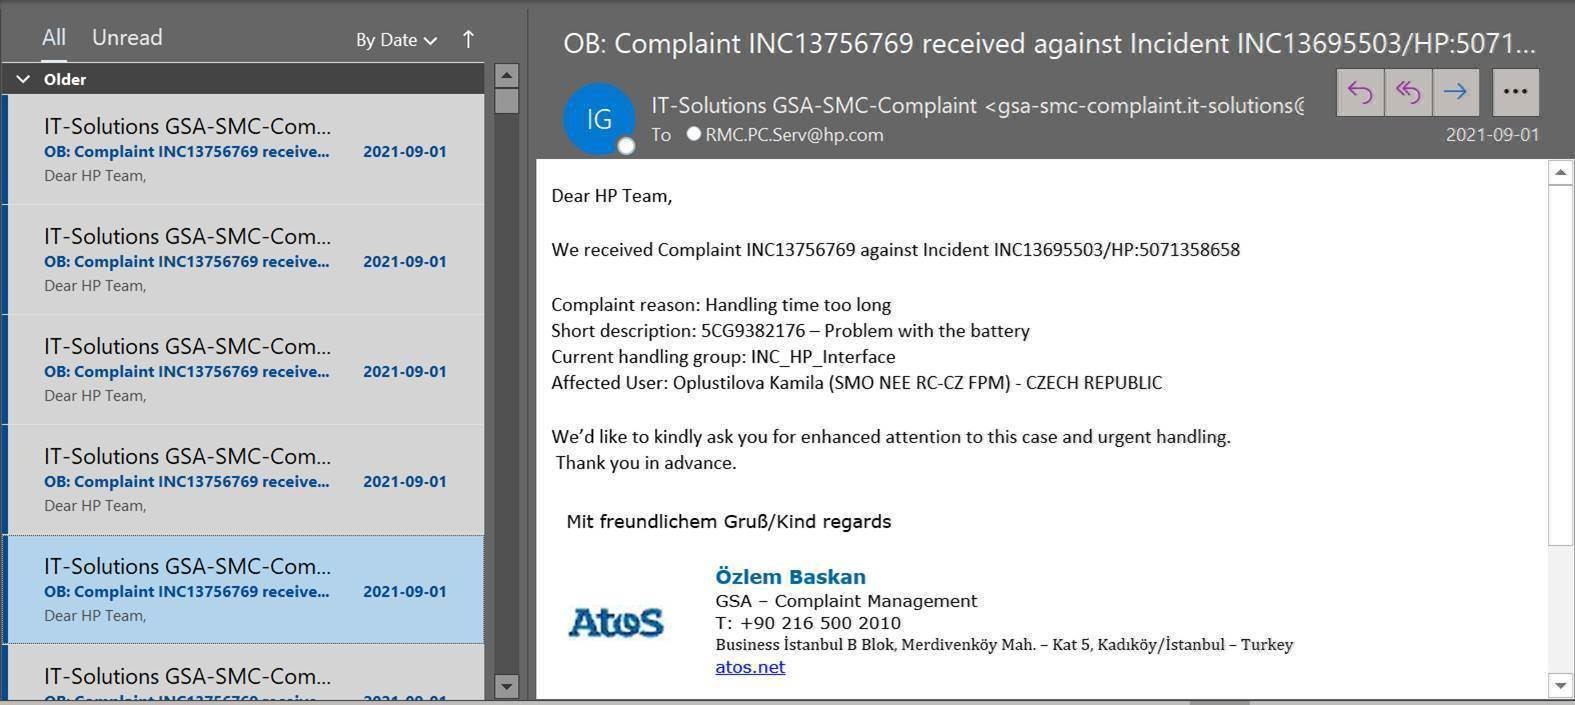 All Unread By Date
Older
IT-Solutions GSA-SMC-Com...
OB: Complaint INC13756769 receive... 2021-09-01
Dear HP Team,
IT-Solutions GSA-SMC-Com...
OB: Complaint INC13756769 receive... 2021-09-01
Dear HP Team,
IT-Solutions GSA-SMC-Com...
OB: Complaint INC13756769 receive... 2021-09-01
Dear HP Team,
IT-Solutions GSA-SMC-Com...
OB: Complaint INC13756769 receive... 2021-09-01
Dear HP Team,
IT-Solutions GSA-SMC-Com...
OB: Complaint INC13756769 receive... 2021-09-01
Dear HP Team,
IT-Solutions GSA-SMC-Com...
OB: Complaint INC13756769 receive... 2021-09-01
OB: Complaint INC13756769 received against Incident INC13695503/HP:5071...
IG
IT-Solutions GSA-SMC-Complaint <gsa-smc-complaint.it-solutions@
To RMC.PC.Serv@hp.com
2021-09-01
Dear HP Team,
We received Complaint INC13756769 against Incident INC13695503/HP:5071358658
Complaint reason: Handling time too long
Short description: 5CG9382176 – Problem with the battery
Current handling group: INC_HP_Interface
Affected User: Oplustilova Kamila (SMO NEE RC-CZ FPM) - CZECH REPUBLIC
We’d like to kindly ask you for enhanced attention to this case and urgent handling.
Thank you in advance.
Mit freundlichem Gruß/Kind regards
Atos
Özlem Baskan
GSA – Complaint Management
T: +90 216 500 2010
Business İstanbul B Blok, Merdivenköy Mah. – Kat 5, Kadıköy/İstanbul – Turkey
atos.net